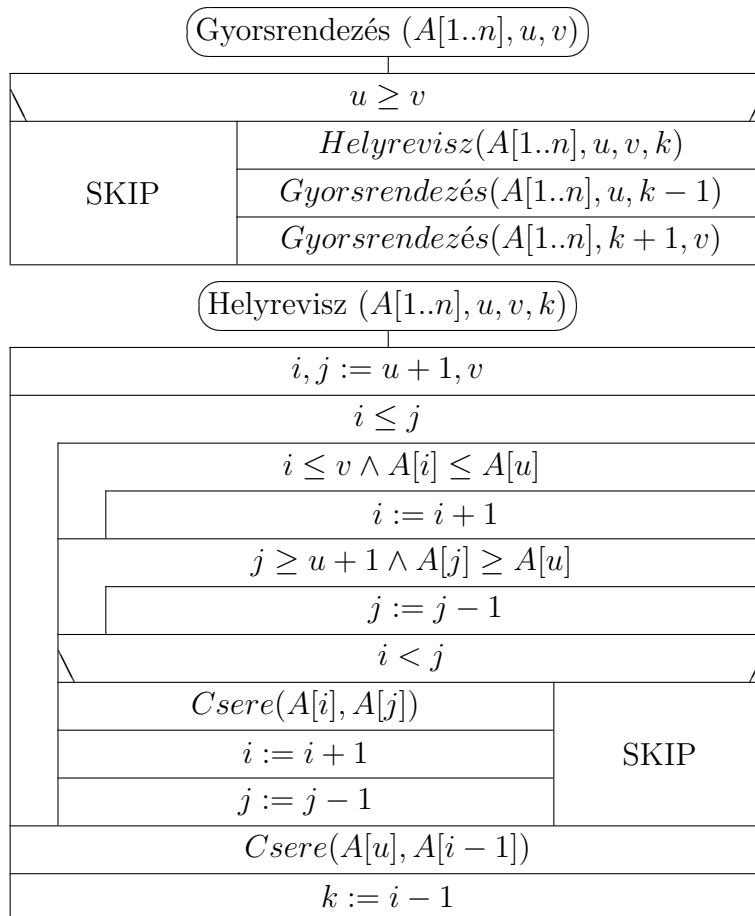 Gyorsrendezés (A[1..n], u, v)
u ≥ v
SKIP
Helyrevisz(A[1..n], u, v, k)
Gyorsrendezés(A[1..n], u, k − 1)
Gyorsrendezés(A[1..n], k + 1, v)
Helyrevisz (A[1..n], u, v, k)
i, j := u + 1, v
i ≤ j
i ≤ v ∧ A[i] ≤ A[u]
i := i + 1
j ≥ u + 1 ∧ A[j] ≥ A[u]
j := j − 1
i < j
Csere(A[i], A[j])
i := i + 1
j := j − 1
SKIP
Csere(A[u], A[i − 1])
k := i − 1